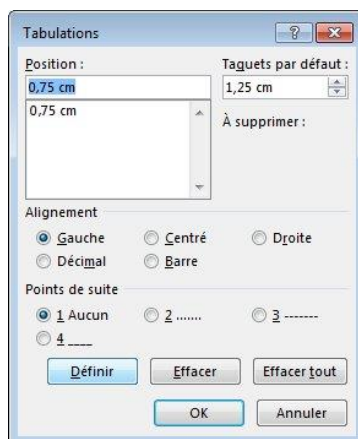 Tabulations
Position :
Taquets par défaut :
0,75 cm
1,25 cm
0,75 cm
À supprimer :
Alignement
Gauche
Centré
Droite
Décimal
Barre
Points de suite
1 Aucun
2 .......
3 -------
4 ____
Définir
Effacer
Effacer tout
OK
Annuler